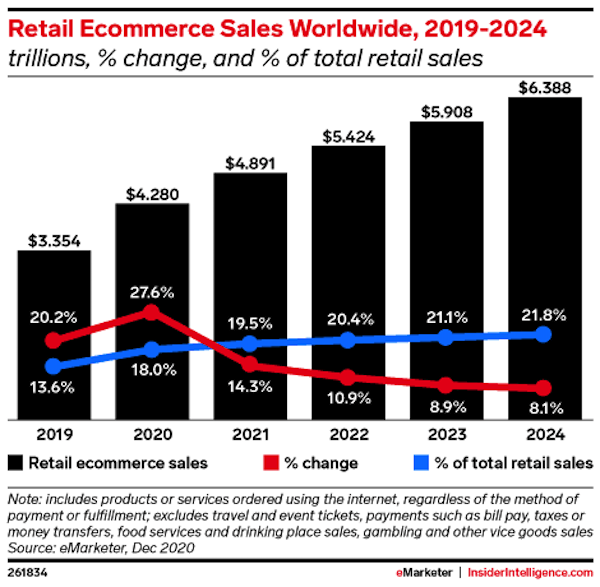 Retail Ecommerce Sales Worldwide, 2019-2024
trillions, % change, and % of total retail sales
$6.388
$5.908
$5.424
$4.891
$4.280
$3.354
27.6%
20.2%
19.5%
20.4%
21.1%
21.8%
13.6%
18.0%
14.3%
10.9%
8.9%
8.1%
2019 2020 2021 2022 2023 2024
Retail ecommerce sales % change % of total retail sales
Note: includes products or services ordered using the internet, regardless of the method of
payment or fulfillment; excludes travel and event tickets, payments such as bill pay, taxes or
money transfers, food services and drinking place sales, gambling and other vice goods sales
Source: eMarketer, Dec 2020
261834 eMarketer | InsiderIntelligence.com